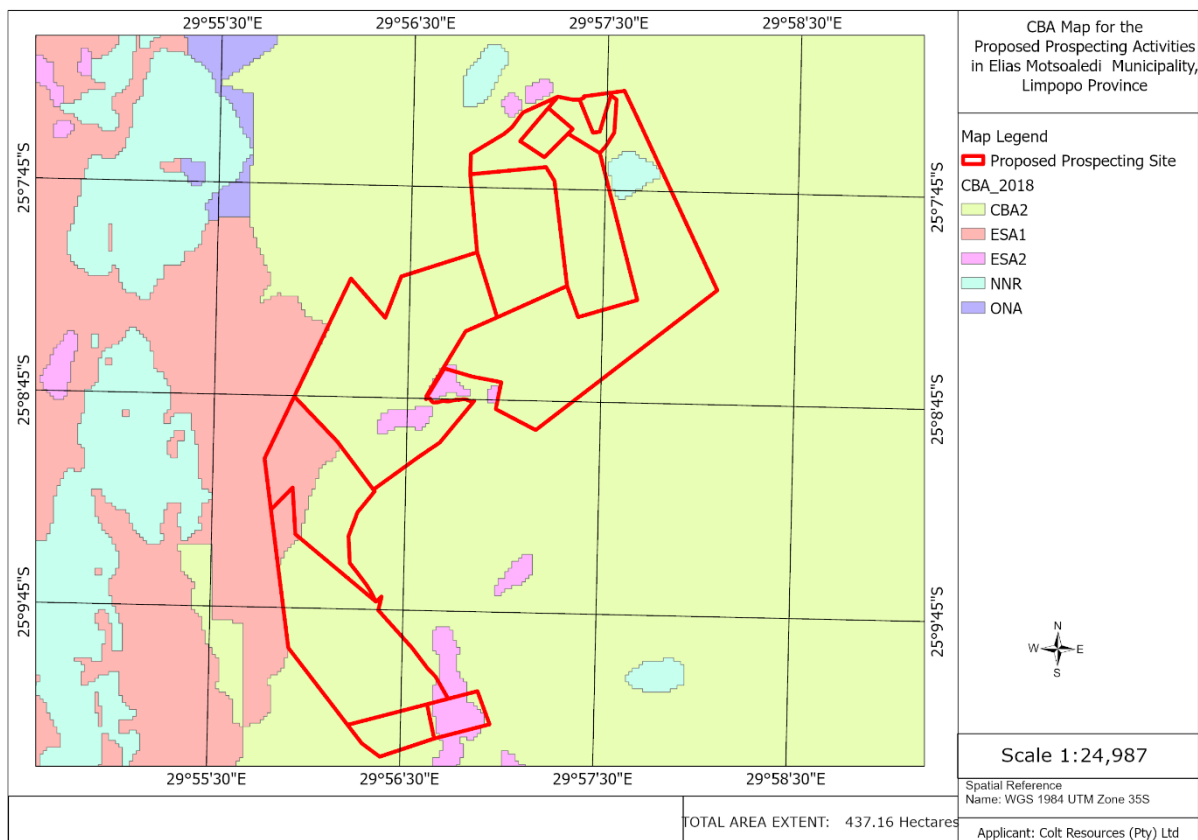 29°55'30"E 29°56'30"E 29°57'30"E 29°58'30"E
CBA Map for the
Proposed Prospecting Activities
in Elias Motsoaledi Municipality,
Limpopo Province
Map Legend
Proposed Prospecting Site
CBA_2018
CBA2
ESA1
ESA2
NNR
ONA
25°7'45"S 25°7'45"S
25°8'45"S 25°8'45"S
25°9'45"S 25°9'45"S
N
W E
S
29°55'30"E 29°56'30"E 29°57'30"E 29°58'30"E
Scale 1:24,987
Spatial Reference
Name: WGS 1984 UTM Zone 35S
TOTAL AREA EXTENT: 437.16 Hectares
Applicant: Colt Resources (Pty) Ltd